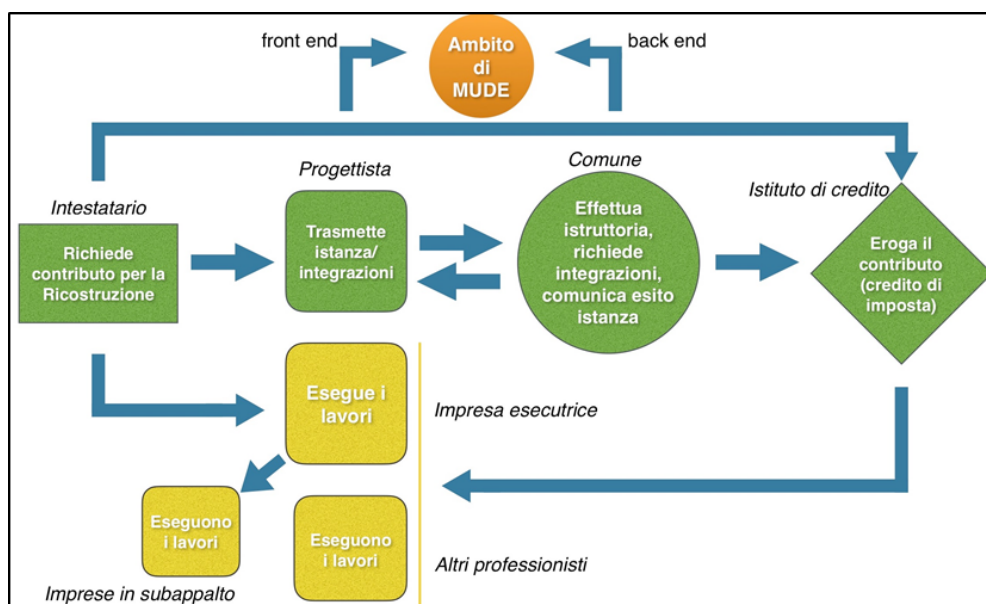 front end
Ambito
di
MUDE
back end
Intestatario
Richiede
contributo per la
Ricostruzione
Progettista
Trasmette
istanza/
integrazioni
Comune
Effettua
istruttoria,
richiede
integrazioni,
comunica esito
istanza
Istituto di credito
Eroga il
contributo
(credito di
imposta)
Esegue i
lavori
Impresa esecutrice
Eseguono
i lavori
Imprese in subappalto
Eseguono
i lavori
Altri professionisti